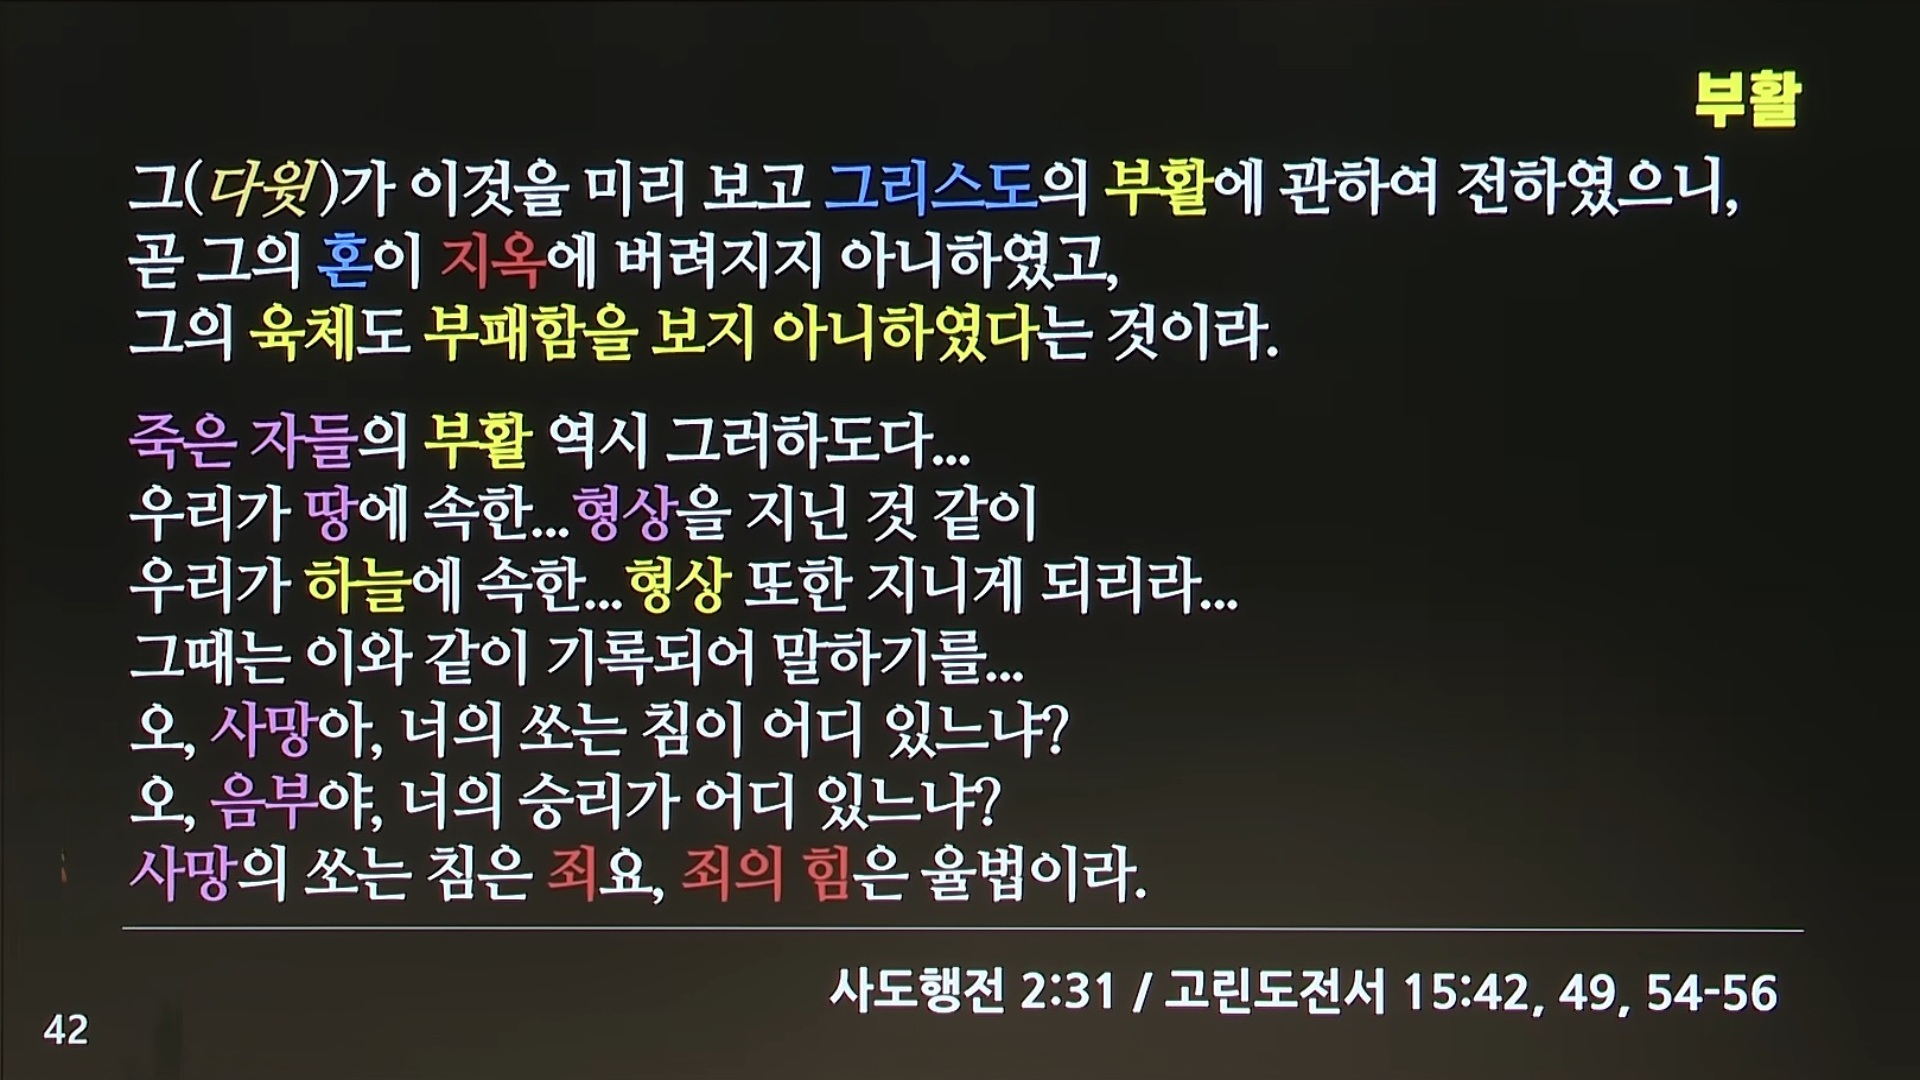 부활
그(다윗)가 이것을 미리 보고 그리스도의 부활에 관하여 전하였으니,
곧 그의 혼이 지옥에 버려지지 아니하였고,
그의 육체도 부패함을 보지 아니하였다는 것이라.
죽은 자들의 부활 역시 그러하도다...
우리가 땅에 속한...형상을 지닌 것 같이
우리가 하늘에 속한...형상 또한 지니게 되리라...
그때는 이와 같이 기록되어 말하기를...
오, 사망아, 너의 쏘는 침이 어디 있느냐?
오, 음부야, 너의 승리가 어디 있느냐?
사망의 쏘는 침은 죄요, 죄의 힘은 율법이라.
사도행전 2:31 / 고린도전서 15:42, 49, 54-56
42